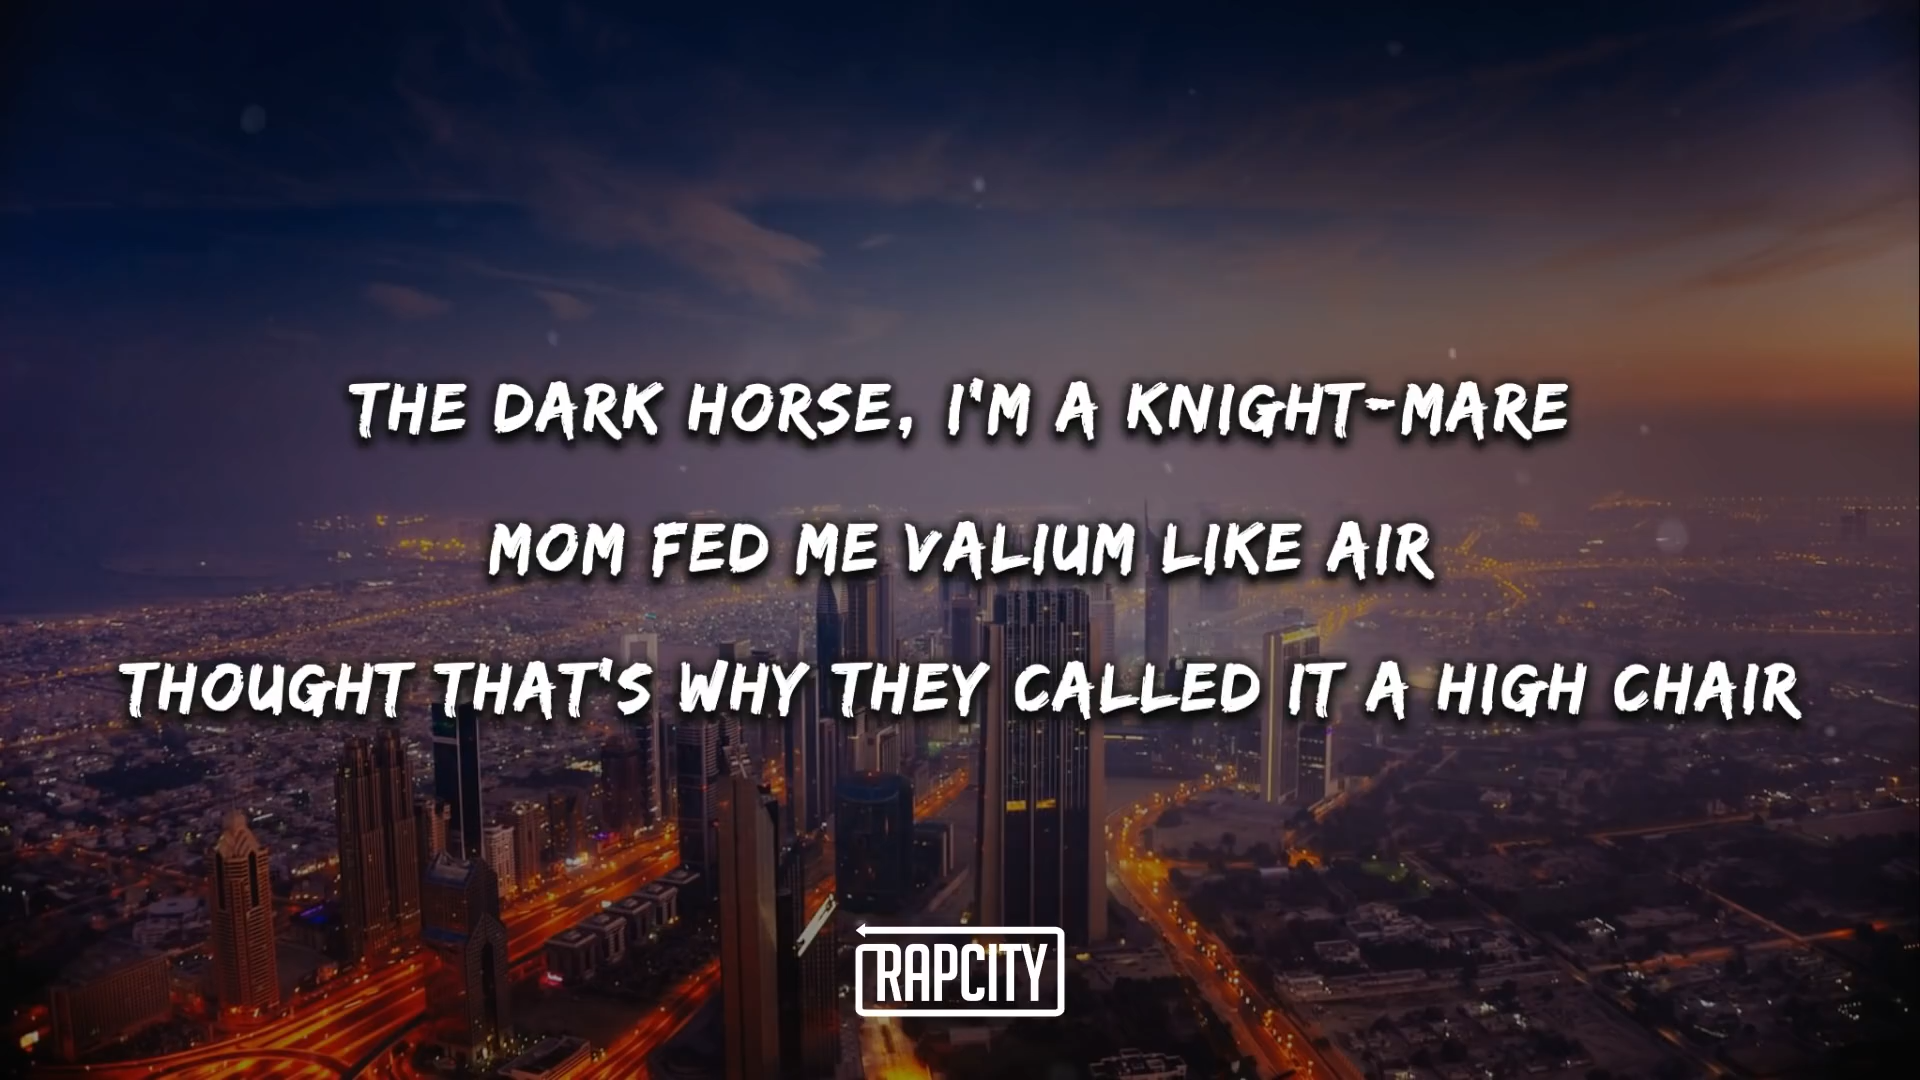 THE DARK HORSE, I'M A KNIGHT-MARE
MOM FED ME VALIUM LIKE AIR
THOUGHT THAT'S WHY THEY CALLED IT A HIGH CHAIR
RAPCITY